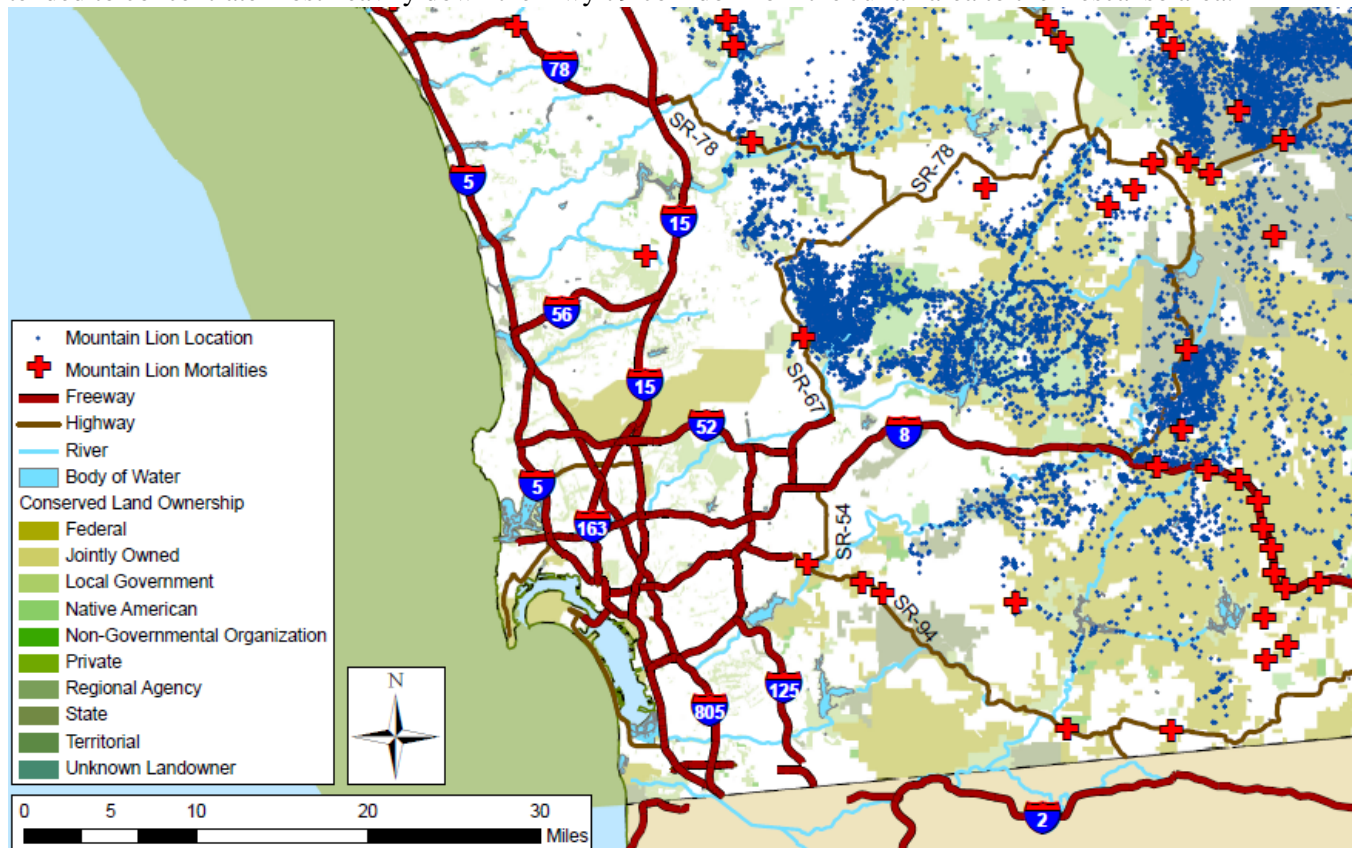 78
SR-78
SR-78
5
15
56
15
SR-67
52
8
5
163
SR-54
SR-94
805
125
2
Mountain Lion Location
Mountain Lion Mortalities
Freeway
Highway
River
Body of Water
Conserved Land Ownership
Federal
Jointly Owned
Local Government
Native American
Non-Governmental Organization
Private
Regional Agency
State
Territorial
Unknown Landowner
N
0 5 10 20 30
Miles